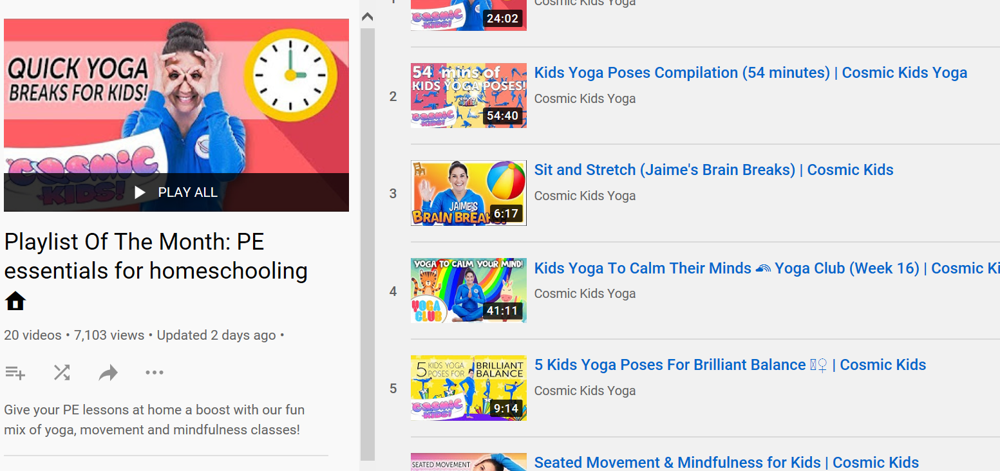 QUICK YOGA
BREAKS FOR KIDS!
COSMIC
KIDS!
PLAY ALL
Playlist Of The Month: PE
essentials for homeschooling
20 videos • 7,103 views • Updated 2 days ago •
Give your PE lessons at home a boost with our fun
mix of yoga, movement and mindfulness classes!
Cosmic Kids Yoga
COSMIC
KIDS!
24:02
2
54 mins of
KIDS YOGA POSES!
COSMIC
KIDS!
54:40
Kids Yoga Poses Compilation (54 minutes) | Cosmic Kids Yoga
Cosmic Kids Yoga
3
JAIME'S
BRAIN BREAK
6:17
Sit and Stretch (Jaime's Brain Breaks) | Cosmic Kids
Cosmic Kids Yoga
4
YOGA TO CALM YOUR MIND!
YOGA
CLUB
41:11
Kids Yoga To Calm Their Minds 🌈 Yoga Club (Week 16) | Cosmic Ki
Cosmic Kids Yoga
5
5 KIDS YOGA POSES FOR BRILLIANT BALANCE
COSMIC
KIDS!
9:14
5 Kids Yoga Poses For Brilliant Balance ♀ | Cosmic Kids
Cosmic Kids Yoga
SEATED MOVEMENT
Seated Movement & Mindfulness for Kids | Cosmic Kids